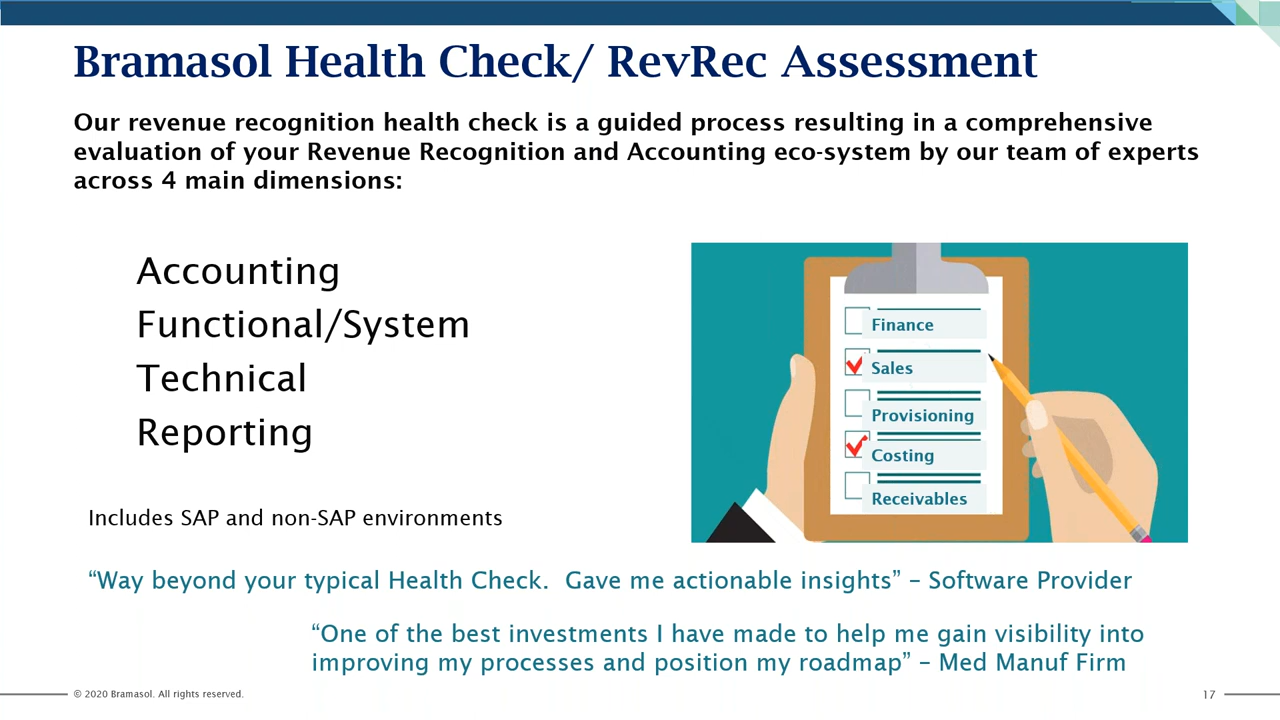 Bramasol Health Check/ RevRec Assessment
Our revenue recognition health check is a guided process resulting in a comprehensive
evaluation of your Revenue Recognition and Accounting eco-system by our team of experts
across 4 main dimensions:
Accounting
Functional/System
Technical
Reporting
Includes SAP and non-SAP environments
Finance
Sales
Provisioning
Costing
Receivables
“Way beyond your typical Health Check.  Gave me actionable insights” – Software Provider
“One of the best investments I have made to help me gain visibility into
improving my processes and position my roadmap” – Med Manuf Firm
© 2020 Bramasol. All rights reserved.
17